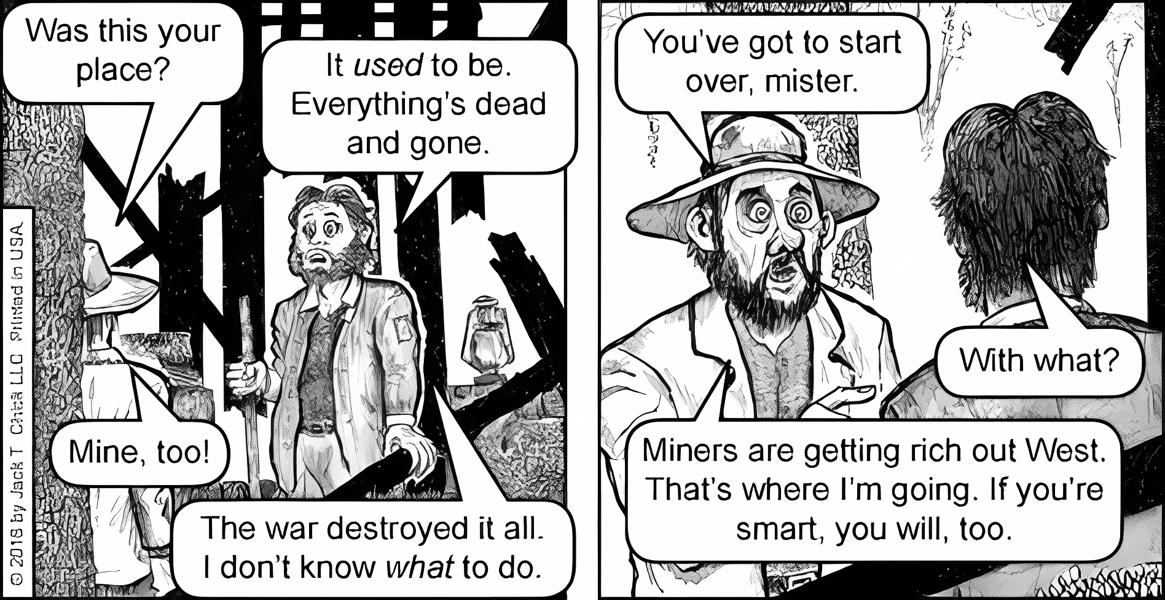 Was this your
place?
It used to be.
Everything's dead
and gone.
Mine, too!
The war destroyed it all.
I don't know what to do.
You've got to start
over, mister.
With what?
Miners are getting rich out West.
That's where I'm going. If you're
smart, you will, too.
© 2018 by Jack T. LLC in USA